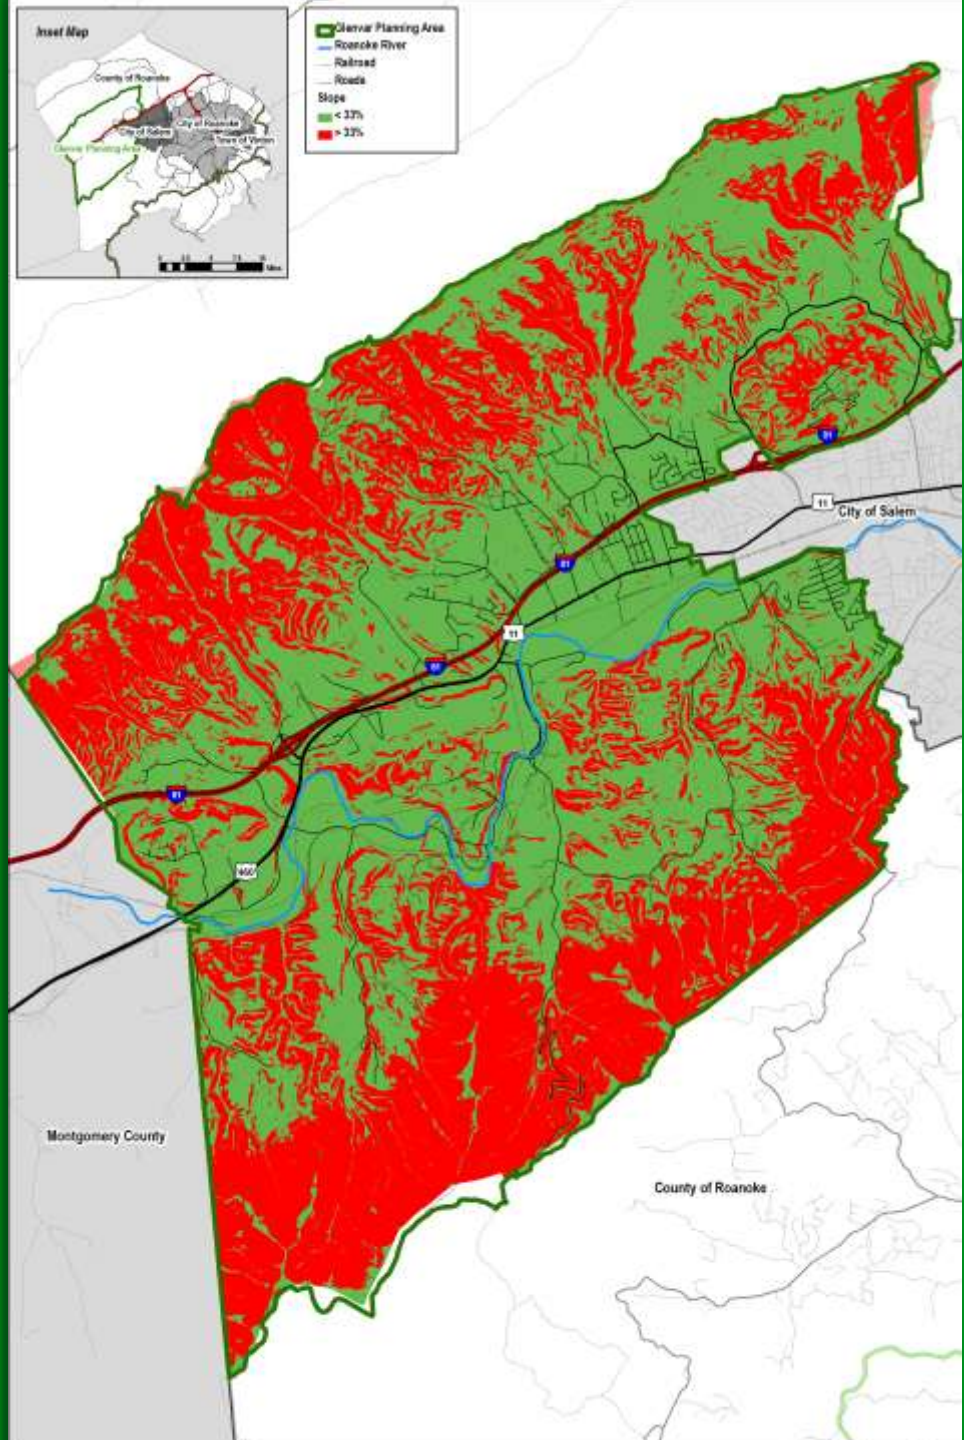 Inset Map
County of Roanoke
City of Salem
City of Roanoke
Town of Vinton
Glenvar Planning Area
Miles
Glenvar Planning Area
Roanoke River
Railroad
Roads
Slope
< 33%
> 33%
81
11
City of Salem
81
11
81
81
460
Montgomery County
County of Roanoke